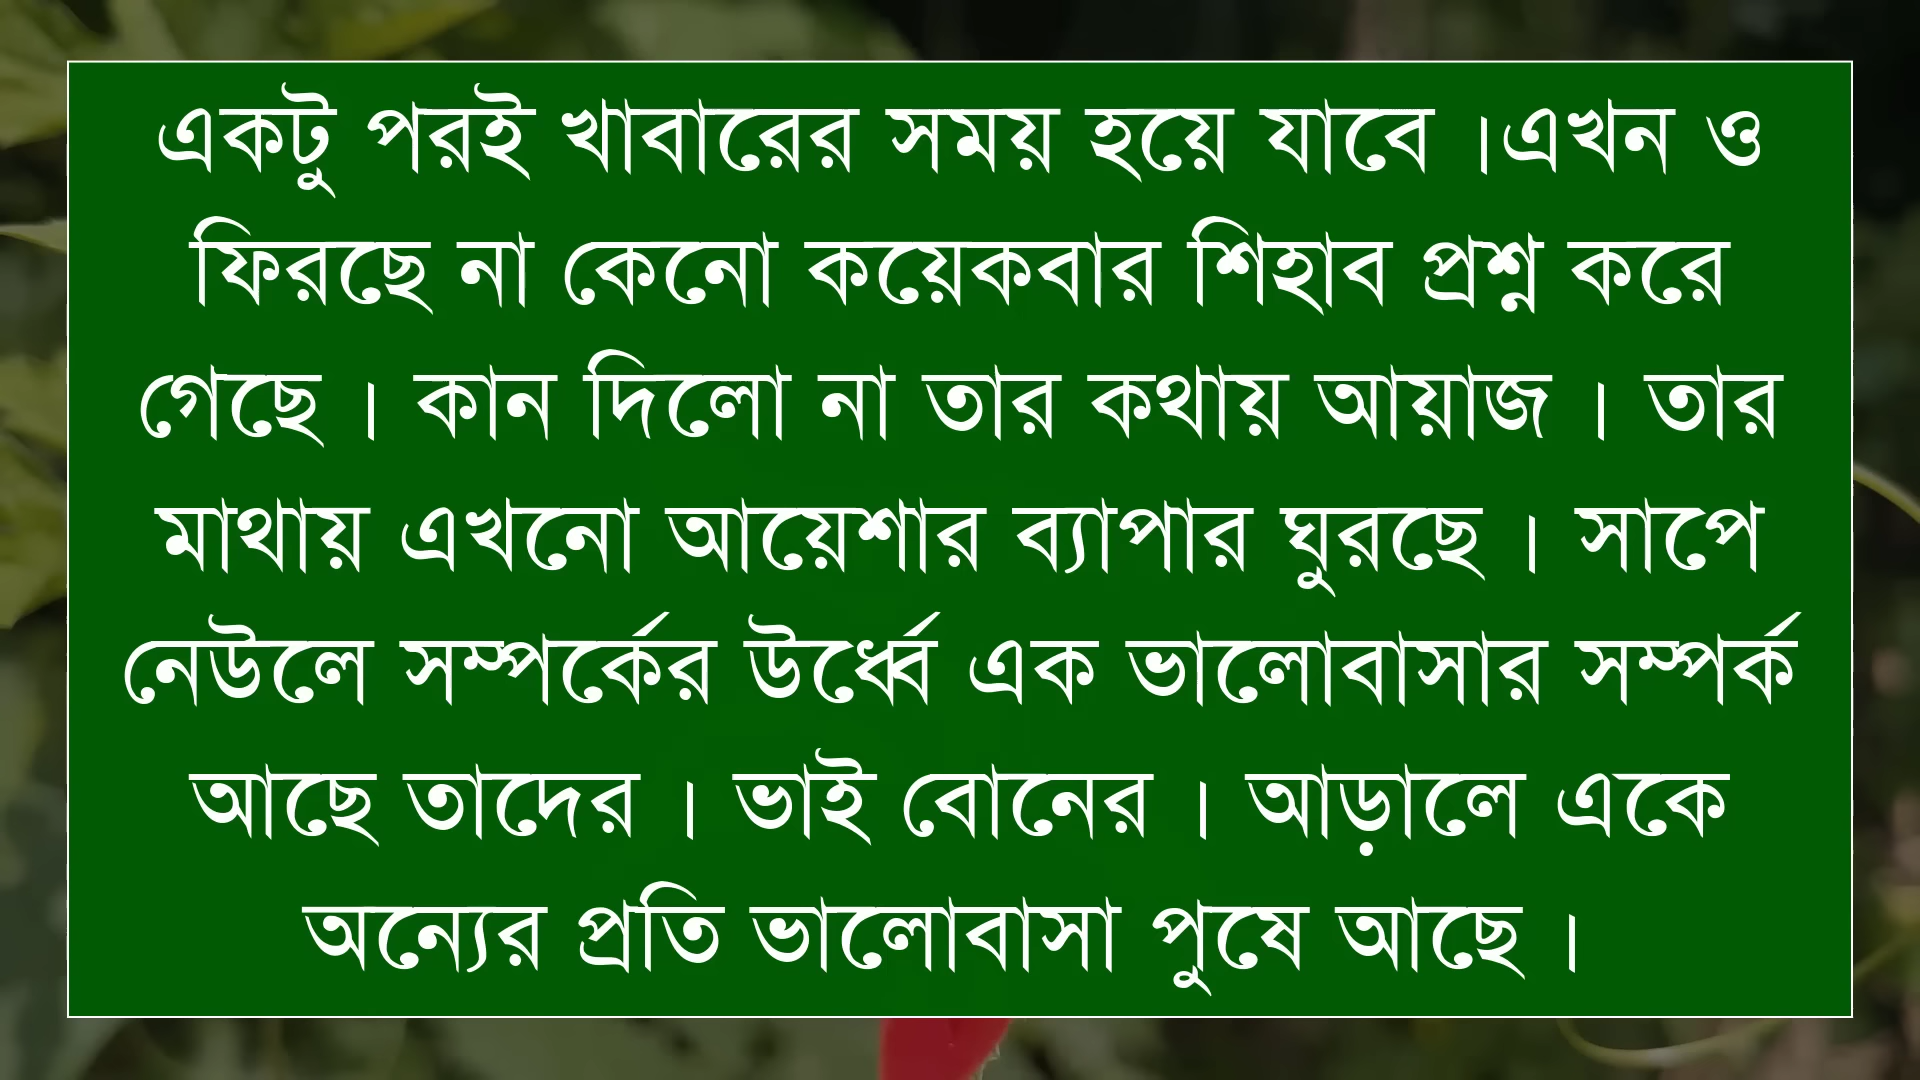 একটু পরই খাবারের সময় হয়ে যাবে ।এখন ও
ফিরছে না কেনো কয়েকবার শিহাব প্রশ্ন করে
গেছে । কান দিলো না তার কথায় আয়াজ । তার
মাথায় এখনো আয়েশার ব্যাপার ঘুরছে । সাপে
নেউলে সম্পর্কের উর্ধ্বে এক ভালোবাসার সম্পর্ক
আছে তাদের । ভাই বোনের । আড়ালে একে
অন্যের প্রতি ভালোবাসা পুষে আছে ।